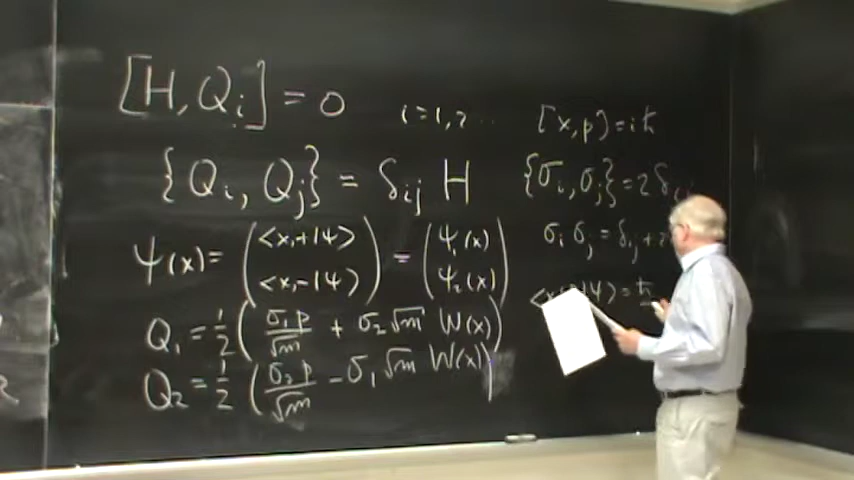 [H, Q_i] = 0    i = 1, 2 ...
{Q_i, Q_j} = δ_ij H
ψ(x) = (<x,+|ψ> <x,-|ψ>) = (ψ_1(x) ψ_2(x))
Q_1 = 1/2 (σ_1 p/√m + σ_2 √m W(x))
Q_2 = 1/2 (σ_2 p/√m - σ_1 √m W(x))
[x, p] = iħ
{σ_i, σ_j} = 2δ
σ_i σ_j = δ_ij +
|ψ) = ħ